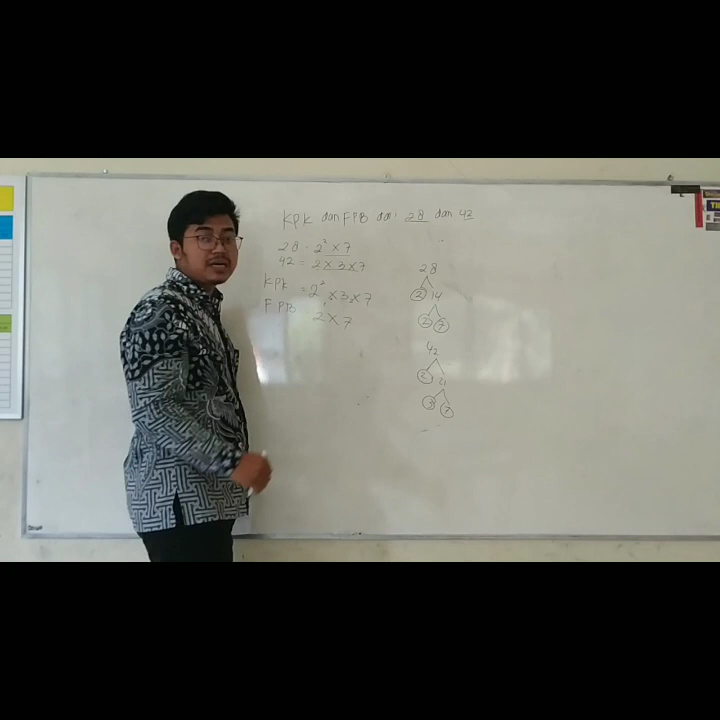 KPK dan FPB dari 28 dan 42
28 = 2² x 7
42 = 2 x 3 x 7
KPK = 2² x 3 x 7
FPB 2 x 7
28
2 14
2 7
42
2 21
3 7